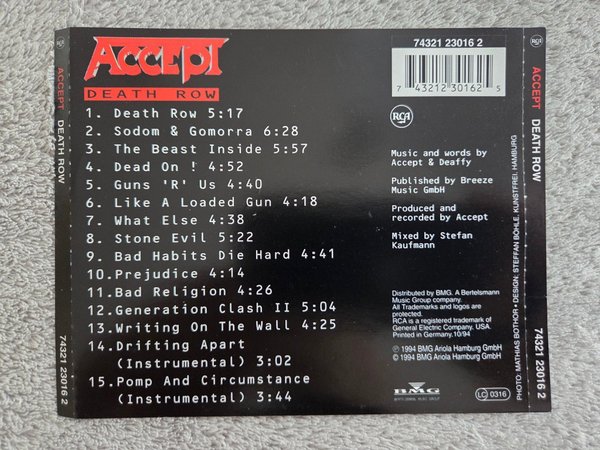 ACCEPT
DEATH ROW
1. Death Row 5:17
2. Sodom & Gomorra 6:28
3. The Beast Inside 5:57
4. Dead On ! 4:52
5. Guns 'R' Us 4:40
6. Like A Loaded Gun 4:18
7. What Else 4:38
8. Stone Evil 5:22
9. Bad Habits Die Hard 4:41
10.Prejudice 4:14
11.Bad Religion 4:26
12.Generation Clash II 5:04
13.Writing On The Wall 4:25
14.Drifting Apart
(Instrumental) 3:02
15.Pomp And Circumstance
(Instrumental) 3:44
74321 23016 2
7 43212 30162 5
RCA
Music and words by
Accept & Deaffy
Published by Breeze
Music GmbH
Produced and
recorded by Accept
Mixed by Stefan
Kaufmann
Distributed by BMG. A Bertelsmann
Music Group company.
All Trademarks and logos are
protected.
RCA is a registered trademark of
General Electric Company, USA.
Printed in Germany.10/94
℗ 1994 BMG Ariola Hamburg GmbH
© 1994 BMG Ariola Hamburg GmbH
BMG
BERTELSMANN MUSIC GROUP
LC 0316
RCA
ACCEPT DEATH ROW
74321 23016 2
RCA
ACCEPT DEATH ROW
74321 23016 2
PHOTO: MATHIAS BOTHOR • DESIGN: STEFFAN BÖHLE, KUNSTFREI, HAMBURG